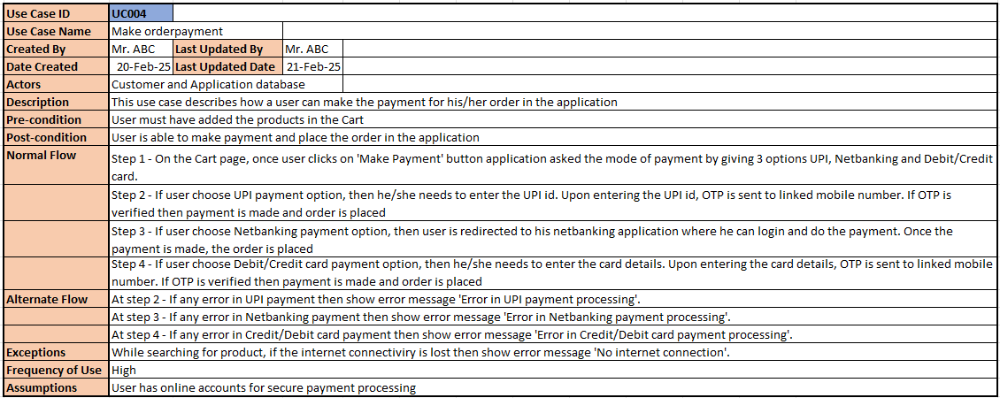 Use Case ID UC004
Use Case Name Make orderpayment
Created By Mr. ABC Last Updated By Mr. ABC
Date Created 20-Feb-25 Last Updated Date 21-Feb-25
Actors Customer and Application database
Description This use case describes how a user can make the payment for his/her order in the application
Pre-condition User must have added the products in the Cart
Post-condition User is able to make payment and place the order in the application
Normal Flow Step 1 - On the Cart page, once user clicks on 'Make Payment' button application asked the mode of payment by giving 3 options UPI, Netbanking and Debit/Credit
card.
Step 2 - If user choose UPI payment option, then he/she needs to enter the UPI id. Upon entering the UPI id, OTP is sent to linked mobile number. If OTP is
verified then payment is made and order is placed
Step 3 - If user choose Netbanking payment option, then user is redirected to his netbanking application where he can login and do the payment. Once the
payment is made, the order is placed
Step 4 - If user choose Debit/Credit card payment option, then he/she needs to enter the card details. Upon entering the card details, OTP is sent to linked mobile
number. If OTP is verified then payment is made and order is placed
Alternate Flow At step 2 - If any error in UPI payment then show error message 'Error in UPI payment processing'.
At step 3 - If any error in Netbanking payment then show error message 'Error in Netbanking payment processing'.
At step 4 - If any error in Credit/Debit card payment then show error message 'Error in Credit/Debit card payment processing'.
Exceptions While searching for product, if the internet connectiviry is lost then show error message 'No internet connection'.
Frequency of Use High
Assumptions User has online accounts for secure payment processing